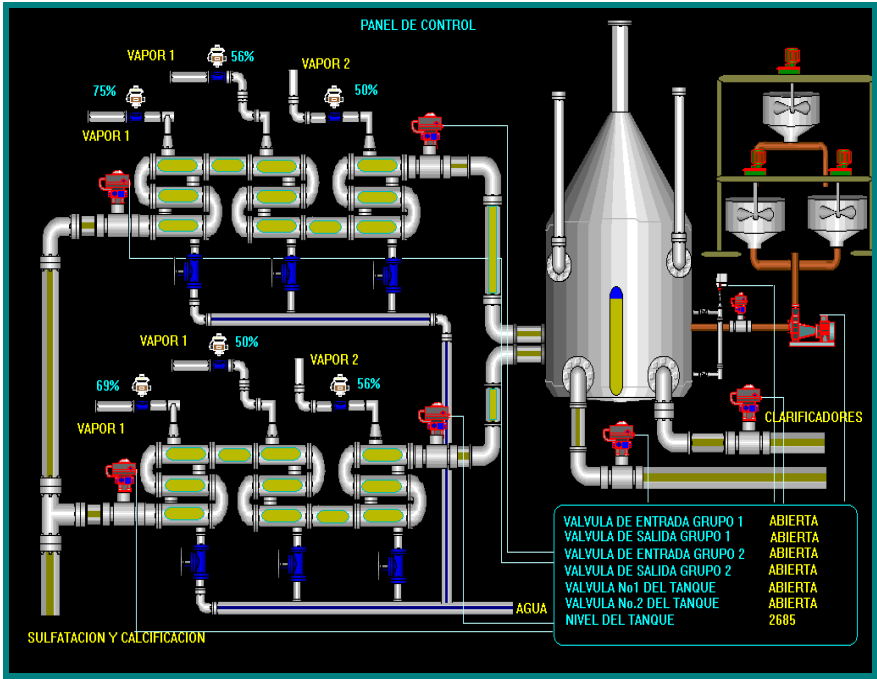 PANEL DE CONTROL
VAPOR 1
56%
VAPOR 2
75%
50%
VAPOR 1
VAPOR 1
50%
VAPOR 2
69%
56%
VAPOR 1
CLARIFICADORES
VALVULA DE ENTRADA GRUPO 1 ABIERTA
VALVULA DE SALIDA GRUPO 1 ABIERTA
VALVULA DE ENTRADA GRUPO 2 ABIERTA
VALVULA DE SALIDA GRUPO 2 ABIERTA
VALVULA No1 DEL TANQUE ABIERTA
VALVULA No.2 DEL TANQUE ABIERTA
NIVEL DEL TANQUE 2685
AGUA
SULFATACION Y CALCIFICACION